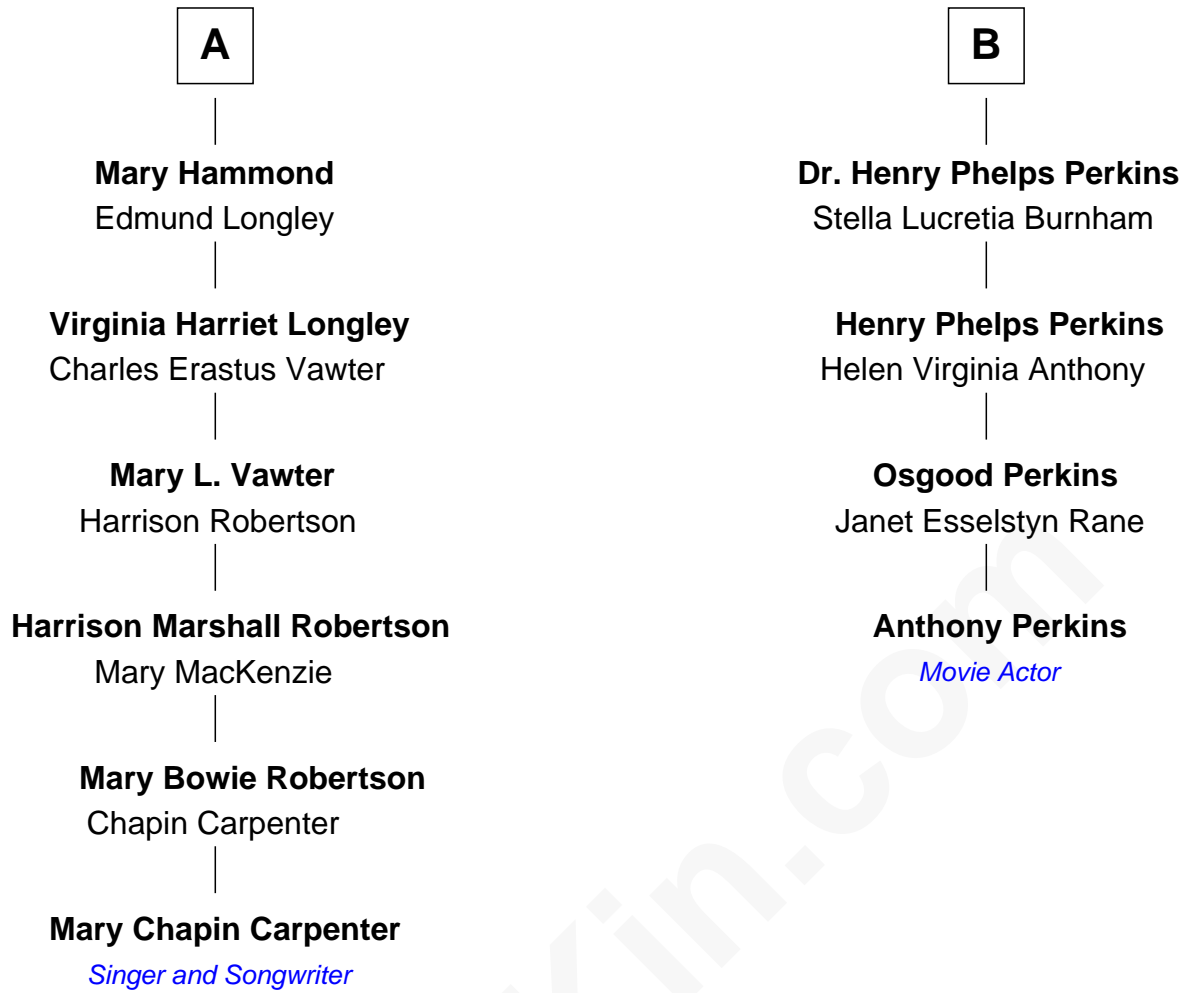 A
Mary Hammond
Edmund Longley
Virginia Harriet Longley
Charles Erastus Vawter
Mary L. Vawter
Harrison Robertson
Harrison Marshall Robertson
Mary MacKenzie
Mary Bowie Robertson
Chapin Carpenter
Mary Chapin Carpenter
Singer and Songwriter
B
Dr. Henry Phelps Perkins
Stella Lucretia Burnham
Henry Phelps Perkins
Helen Virginia Anthony
Osgood Perkins
Janet Esselstyn Rane
Anthony Perkins
Movie Actor
kin.com